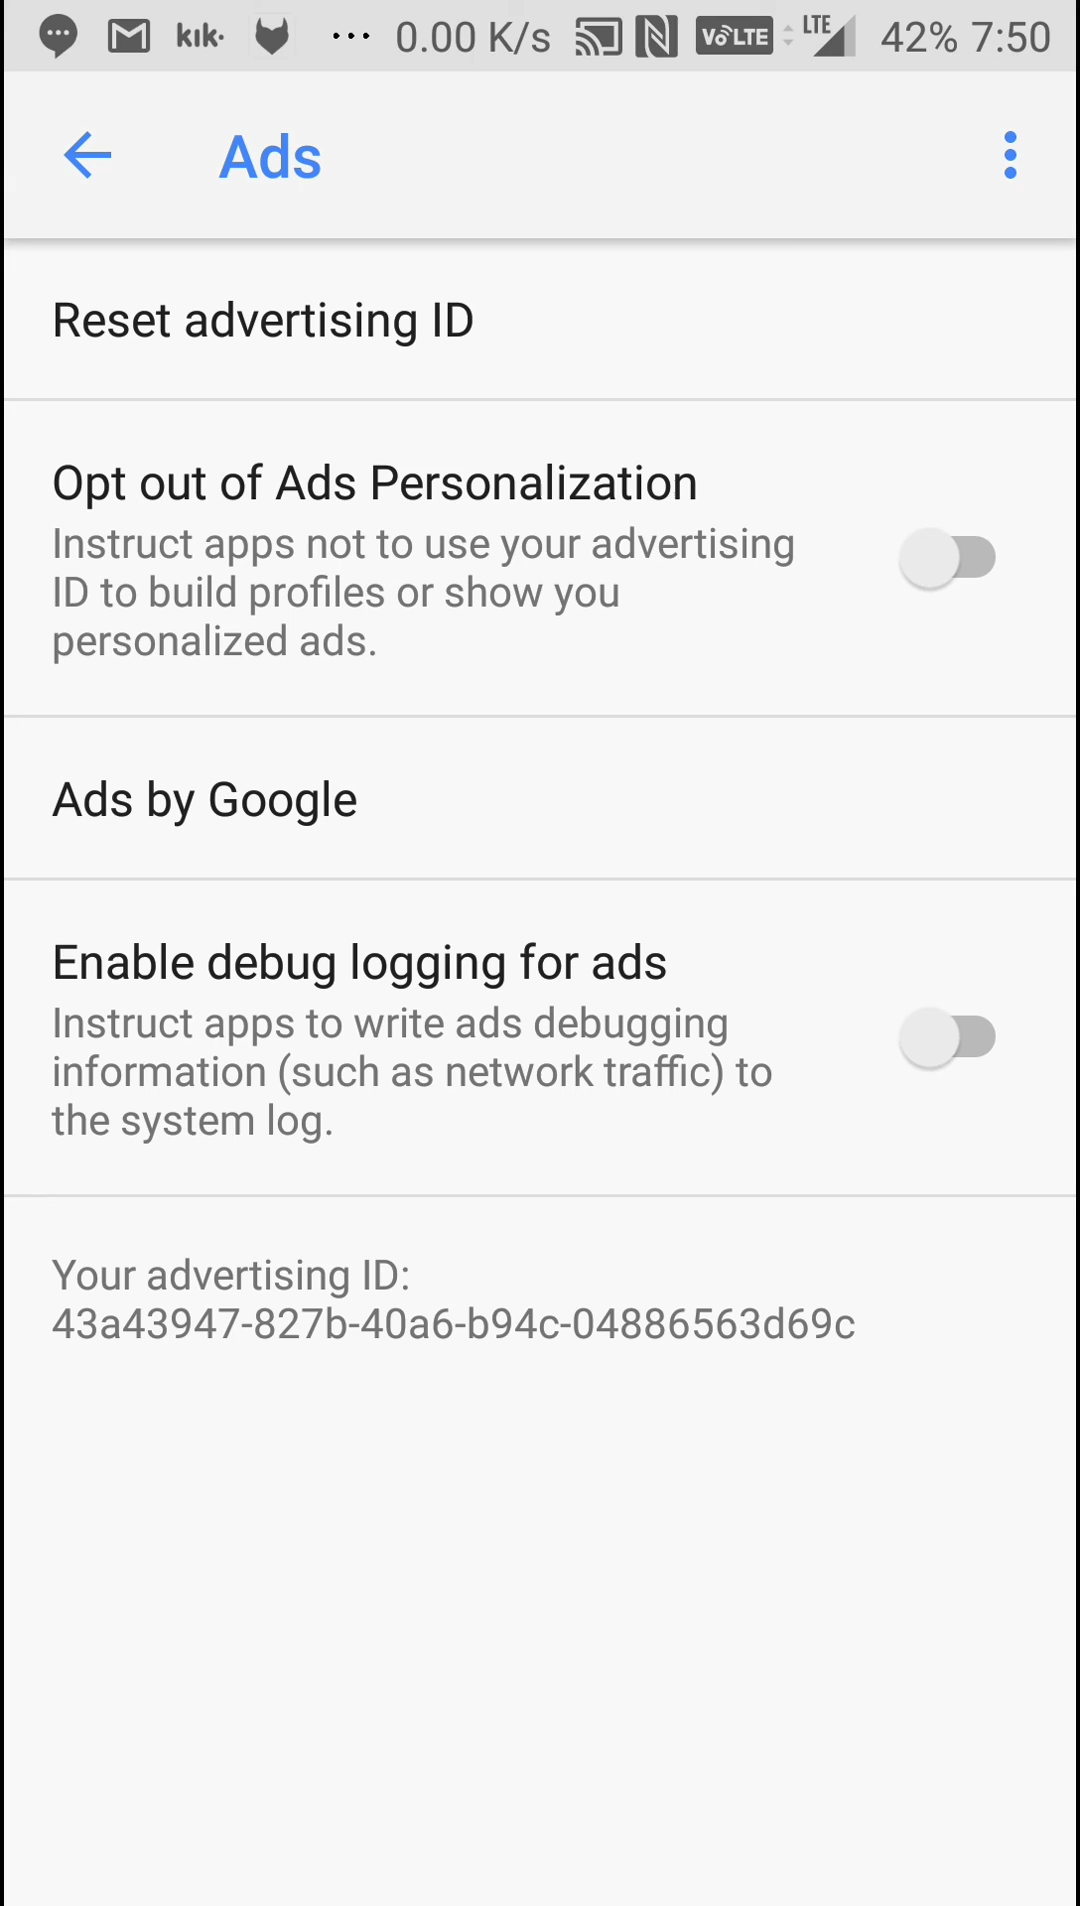 kik· ... 0.00 K/s VoLTE LTE 42% 7:50
Ads
Reset advertising ID
Opt out of Ads Personalization
Instruct apps not to use your advertising
ID to build profiles or show you
personalized ads.
Ads by Google
Enable debug logging for ads
Instruct apps to write ads debugging
information (such as network traffic) to
the system log.
Your advertising ID:
43a43947-827b-40a6-b94c-04886563d69c